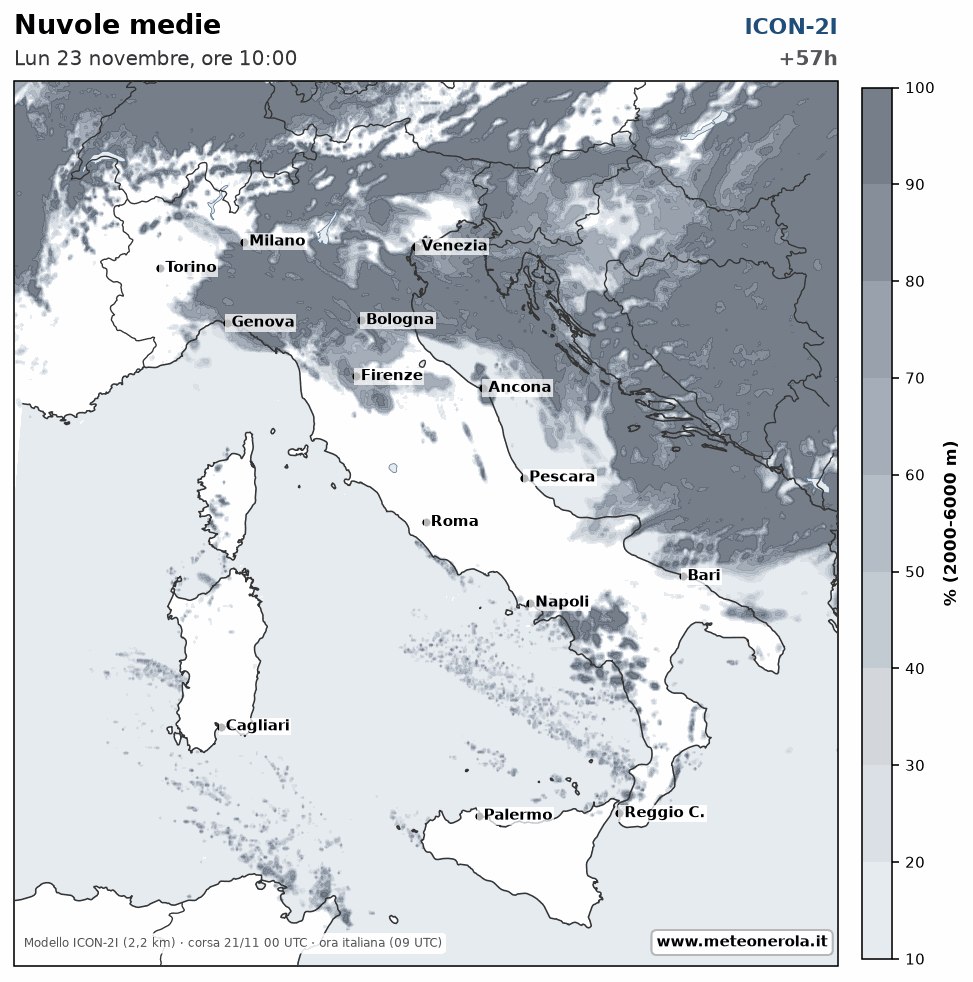 Nuvole medie
ICON-2I
Lun 23 novembre, ore 10:00
+57h
100
90
80
70
60
50
40
30
20
10
% (2000-6000 m)
Milano
Venezia
Torino
Genova
Bologna
Firenze
Ancona
Pescara
Roma
Bari
Napoli
Cagliari
Palermo
Reggio C.
Modello ICON-2I (2,2 km) · corsa 21/11 00 UTC · ora italiana (09 UTC)
www.meteonerola.it